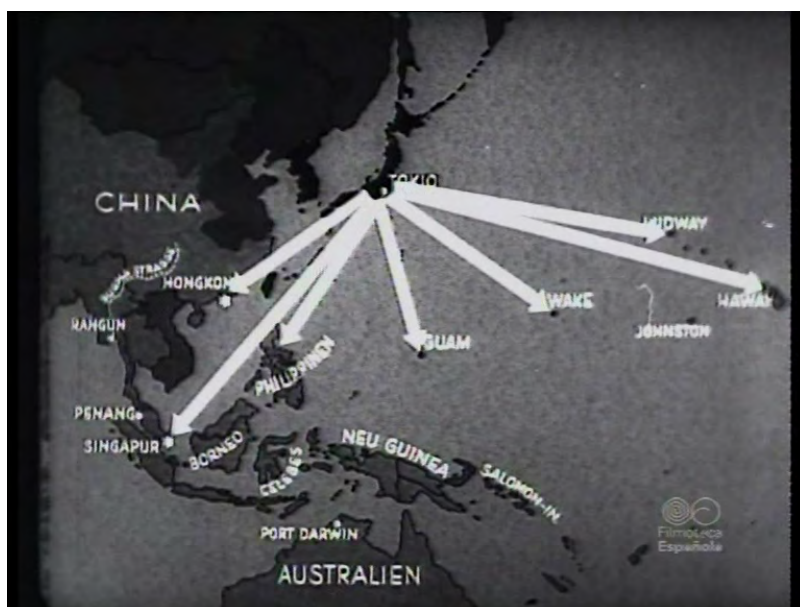 TOKIO
CHINA
MIDWAY
HONGKONG
WAKE
HAWAY
RANGUN
GUAM
JOHNSTON
PHILIPPINEN
PENANG
SINGAPUR
BORNEO
CELEBES
NEU GUINEA
SALOMON-IN.
PORT DARWIN
AUSTRALIEN
Filmoteca
Española